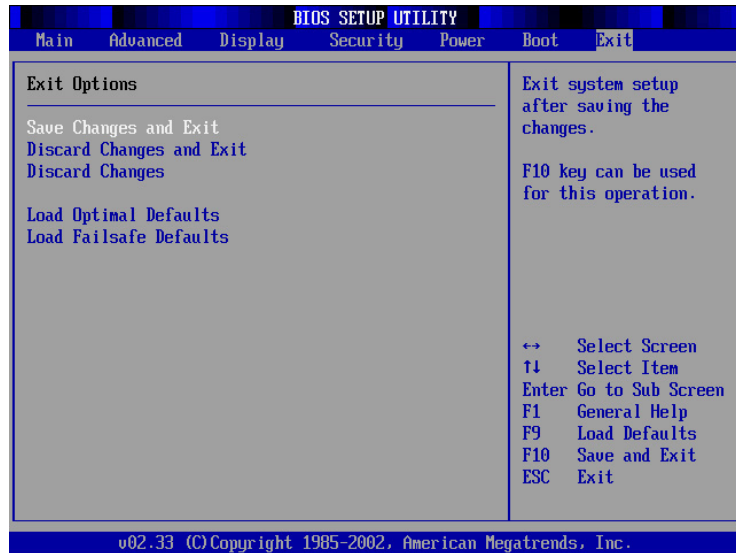 BIOS SETUP UTILITY
Main Advanced Display Security Power Boot Exit
Exit Options
Save Changes and Exit
Discard Changes and Exit
Discard Changes
Load Optimal Defaults
Load Failsafe Defaults
Exit system setup
after saving the
changes.
F10 key can be used
for this operation.
↔ Select Screen
↑↓ Select Item
Enter Go to Sub Screen
F1 General Help
F9 Load Defaults
F10 Save and Exit
ESC Exit
v02.33 (C)Copyright 1985-2002, American Megatrends, Inc.